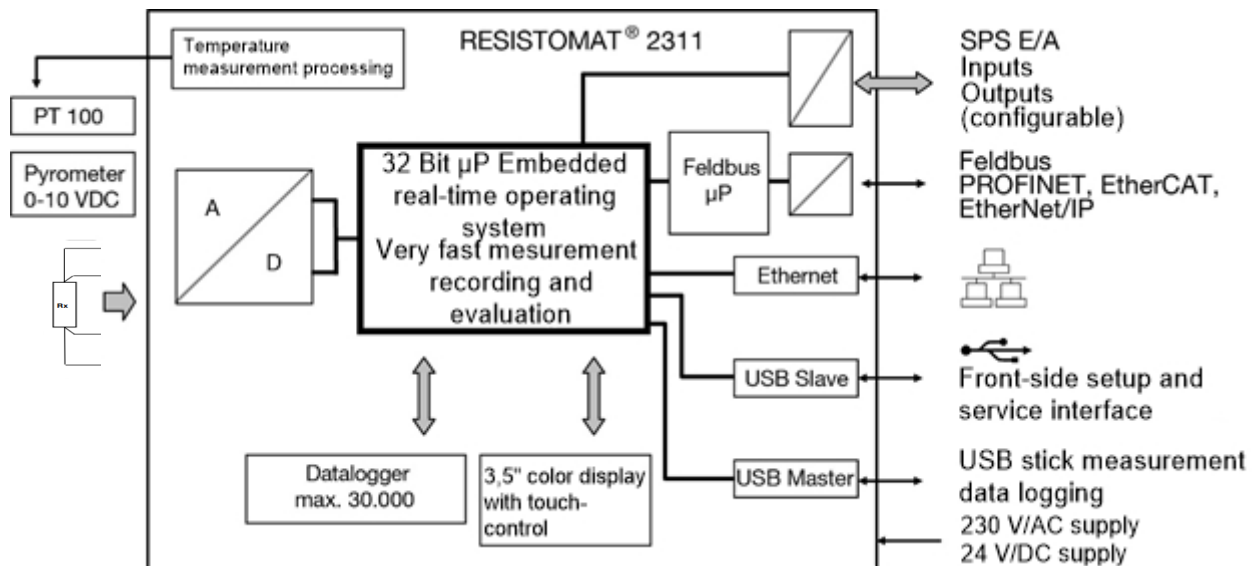 RESISTOMAT® 2311
Temperature
measurement processing
PT 100
Pyrometer
0-10 VDC
Rx
A
D
32 Bit µP Embedded
real-time operating
system
Very fast mesurement
recording and
evaluation
Datalogger
max. 30.000
3,5" color display
with touch-
control
Feldbus
µP
Ethernet
USB Slave
USB Master
SPS E/A
Inputs
Outputs
(configurable)
Feldbus
PROFINET, EtherCAT,
EtherNet/IP
Front-side setup and
service interface
USB stick measurement
data logging
230 V/AC supply
24 V/DC supply